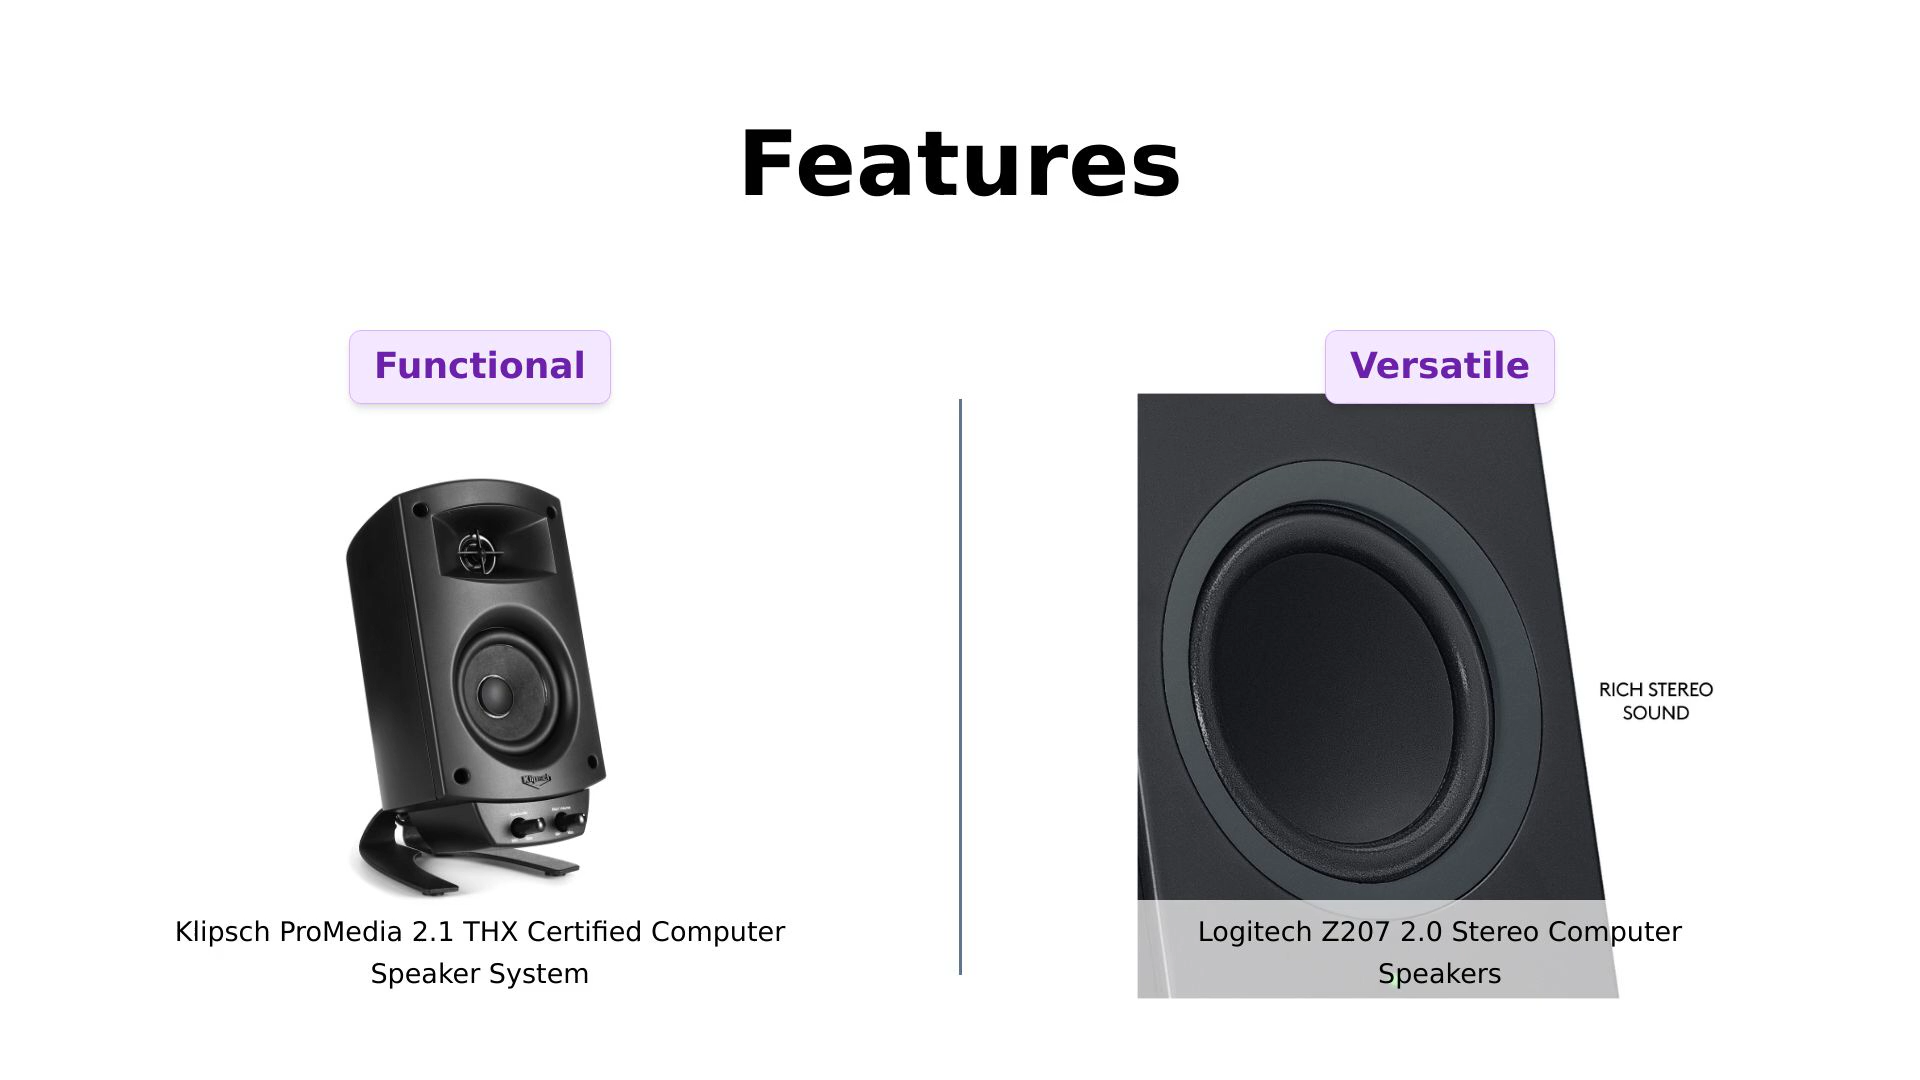 Features
Functional
Versatile
Klipsch
RICH STEREO
SOUND
Klipsch ProMedia 2.1 THX Certified Computer
Speaker System
Logitech Z207 2.0 Stereo Computer
Speakers